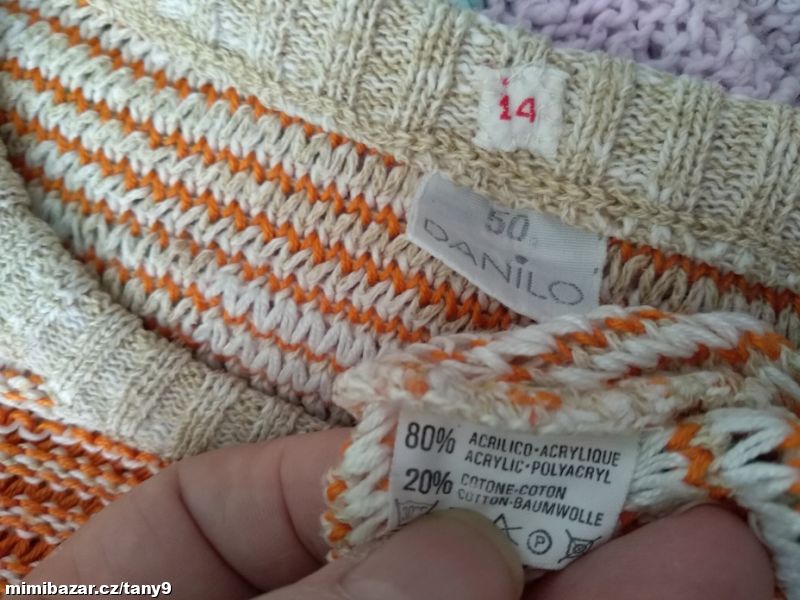 14
50
DANILO
80% ACRILICO·ACRYLIQUE
ACRYLIC·POLYACRYL
20% COTONE-COTON
COTTON-BAUMWOLLE
P
mimibazar.cz/tany9